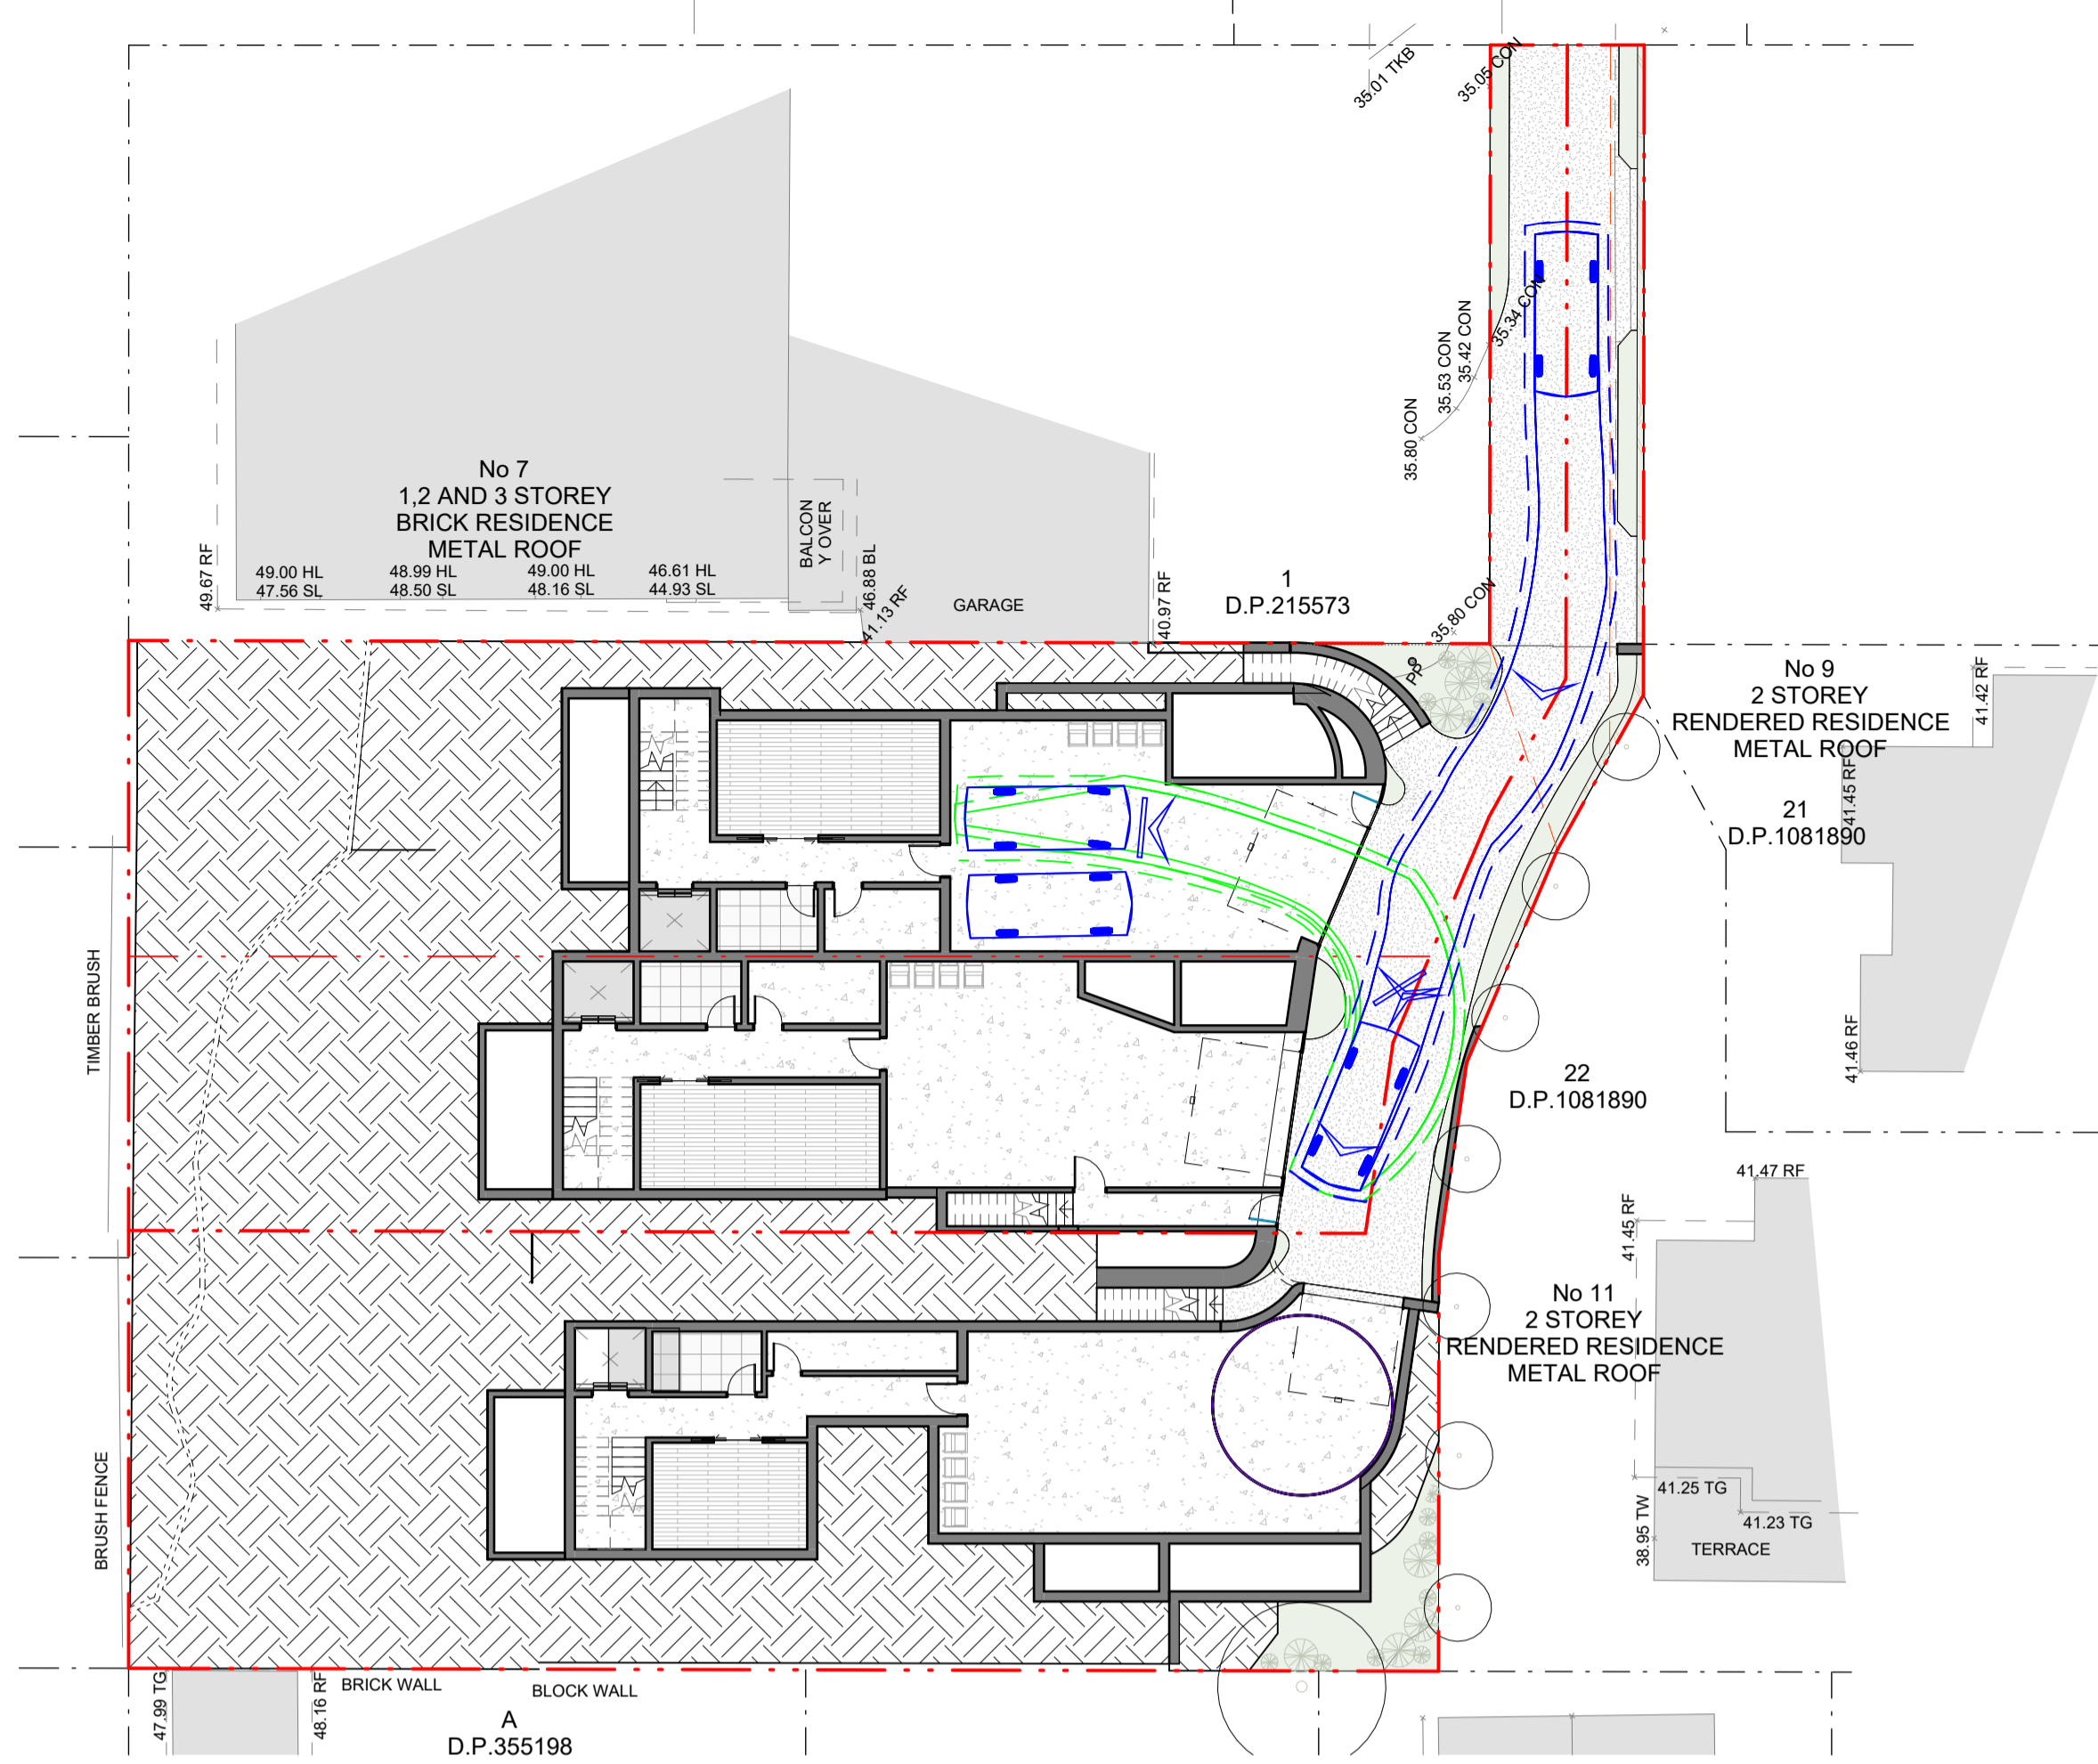 35.01 TKB
35.05 CON
35.34 CON
35.42 CON
35.53 CON
35.80 CON
No 7
1,2 AND 3 STOREY
BRICK RESIDENCE
METAL ROOF
49.67 RF
49.00 HL
47.56 SL
48.99 HL
48.50 SL
49.00 HL
48.16 SL
46.61 HL
44.93 SL
BALCON
Y OVER
46.88 BL
41.13 RF
GARAGE
40.97 RF
1
D.P.215573
35.80 CON
PP
No 9
2 STOREY
RENDERED RESIDENCE
METAL ROOF
41.42 RF
41.45 RF
21
D.P.1081890
41.46 RF
22
D.P.1081890
TIMBER BRUSH
41.47 RF
41.45 RF
No 11
2 STOREY
RENDERED RESIDENCE
METAL ROOF
41.25 TG
41.23 TG
38.95 TW
TERRACE
BRUSH FENCE
47.99 TG
48.16 RF
BRICK WALL
BLOCK WALL
A
D.P.355198